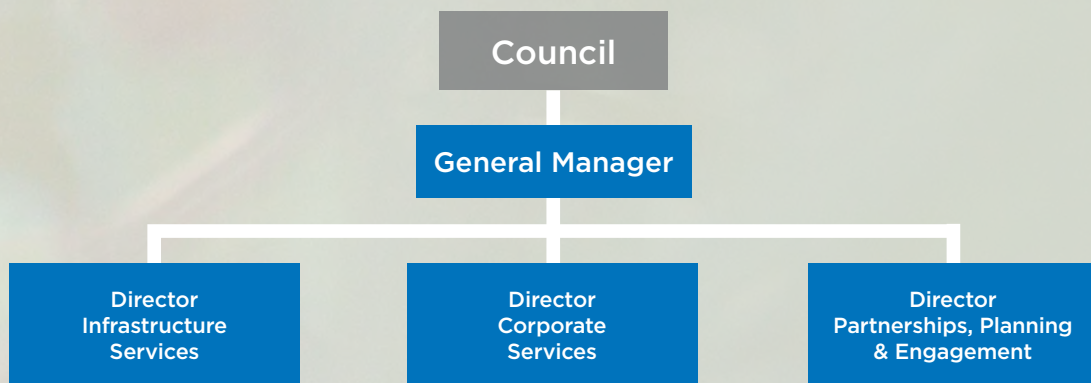 Council
General Manager
Director
Infrastructure
Services
Director
Corporate
Services
Director
Partnerships, Planning
& Engagement